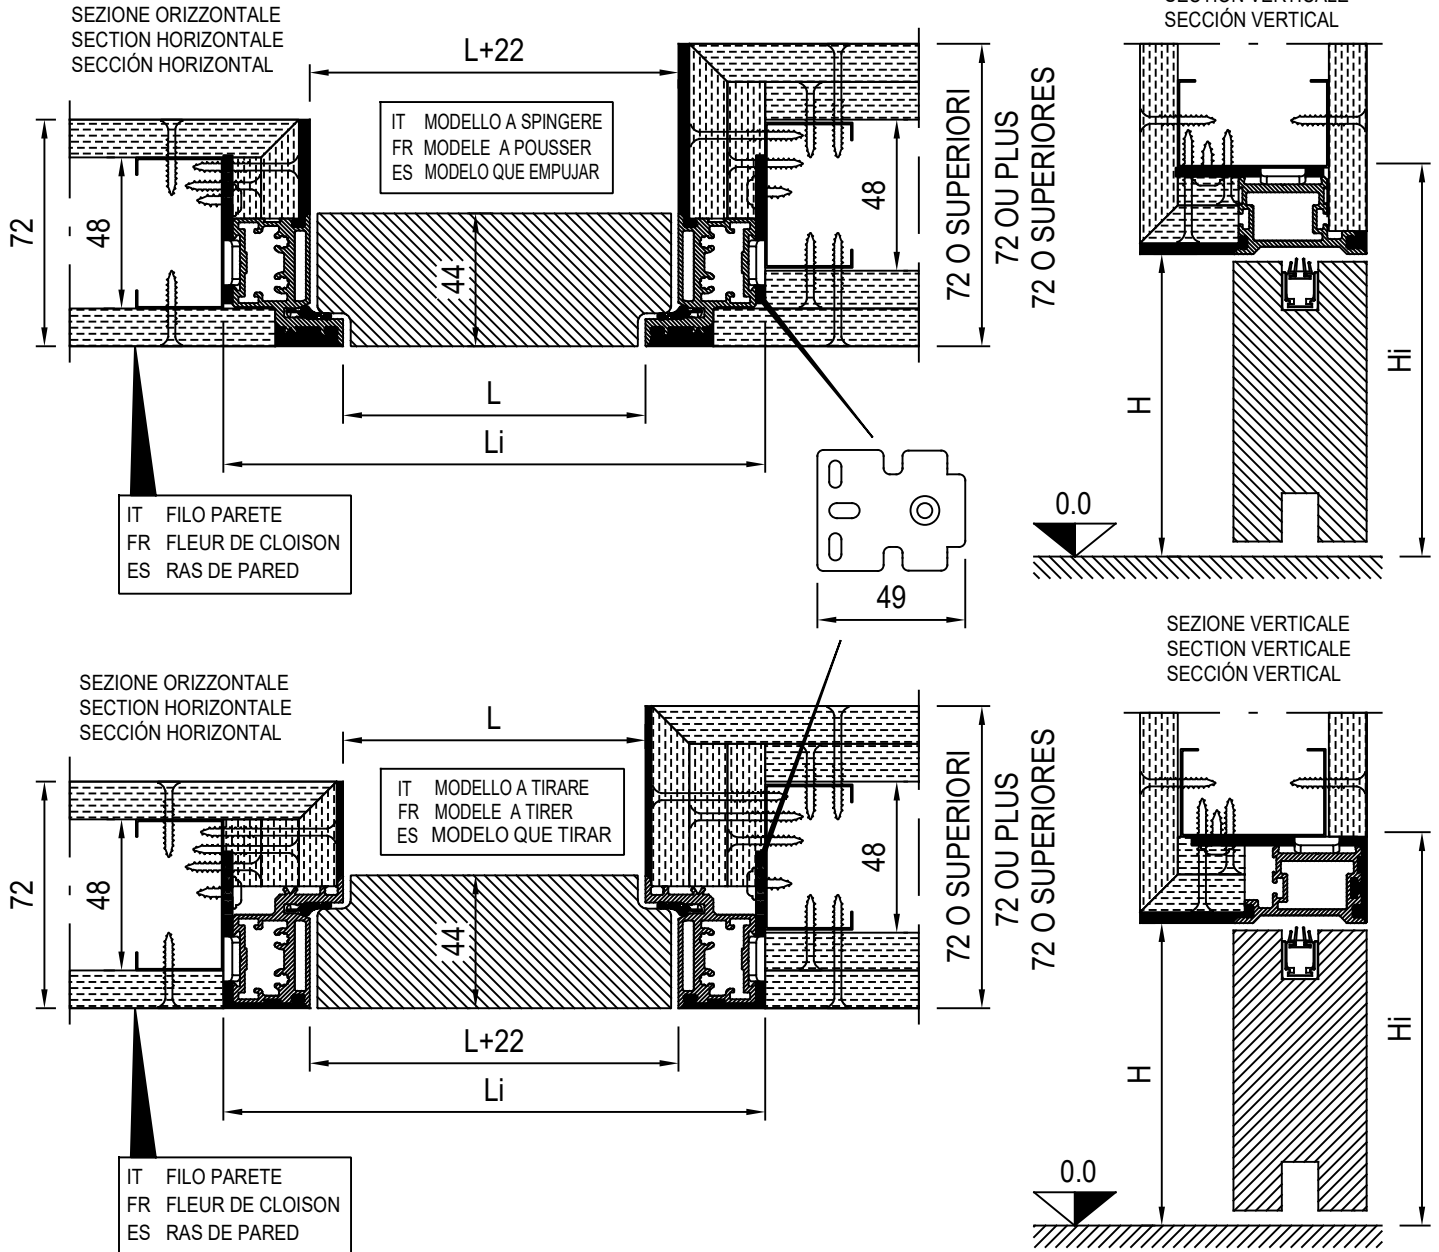 SEZIONE ORIZZONTALE
SECTION HORIZONTALE
SECCIÓN HORIZONTAL
L+22
IT MODELLO A SPINGERE
FR MODELE A POUSSER
ES MODELO QUE EMPUJAR
72
48
44
48
72 O SUPERIORI
72 OU PLUS
72 O SUPERIORES
L
Li
IT FILO PARETE
FR FLEUR DE CLOISON
ES RAS DE PARED
49
SECTION VERTICALE
SECCIÓN VERTICAL
H
Hi
0.0
SEZIONE ORIZZONTALE
SECTION HORIZONTALE
SECCIÓN HORIZONTAL
L
IT MODELLO A TIRARE
FR MODELE A TIRER
ES MODELO QUE TIRAR
72
48
44
48
72 O SUPERIORI
72 OU PLUS
72 O SUPERIORES
L+22
Li
IT FILO PARETE
FR FLEUR DE CLOISON
ES RAS DE PARED
SEZIONE VERTICALE
SECTION VERTICALE
SECCIÓN VERTICAL
H
Hi
0.0